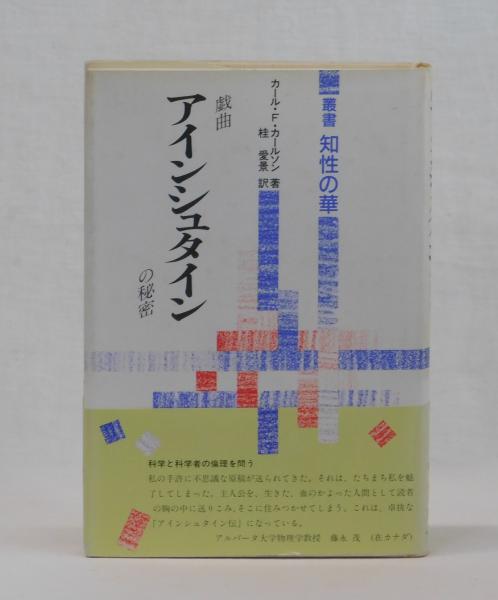 叢書 知性の華
カール・F・カールソン 著
桂 愛景 訳
戯曲
アインシュタイン
の秘密
科学と科学者の倫理を問う
私の手許に不思議な原稿が送られてきた。それは、たちまち私を魅
了してしまった。主人公を、生きた、血のかよった人間として読者
の胸の中に送りこみ、そこに住みつかせてしまう。これは、卓抜な
「アインシュタイン伝」になっている。
アルバータ大学物理学教授 藤永 茂 (在カナダ)